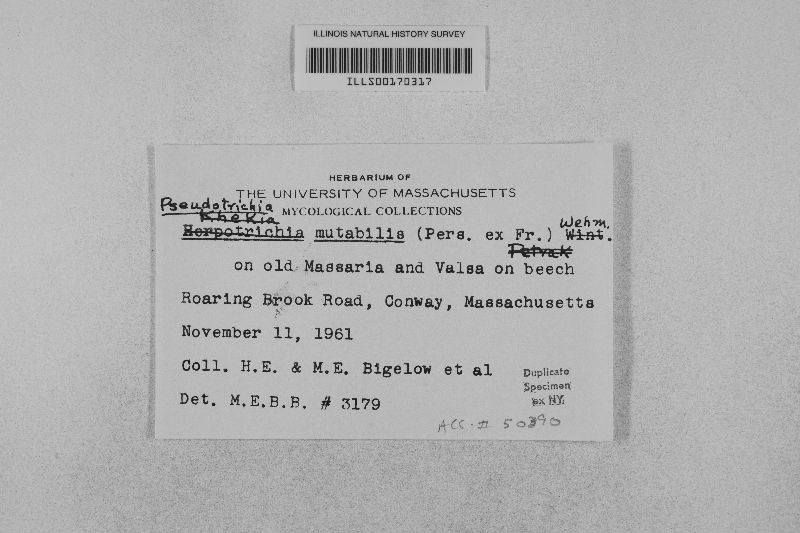 ILLINOIS NATURAL HISTORY SURVEY
ILLS00170317
HERBARIUM OF
THE UNIVERSITY OF MASSACHUSETTS
Pseudotrichia
Khekia MYCOLOGICAL COLLECTIONS
Wehm.
Herpotrichia mutabilis (Pers. ex Fr.) Wint.
Petrak
on old Massaria and Valsa on beech
Roaring Brook Road, Conway, Massachusetts
November 11, 1961
Coll. H.E. & M.E. Bigelow et al
Duplicate
Specimen
ex NY.
Det. M.E.B.B. # 3179
ACC. # 50390